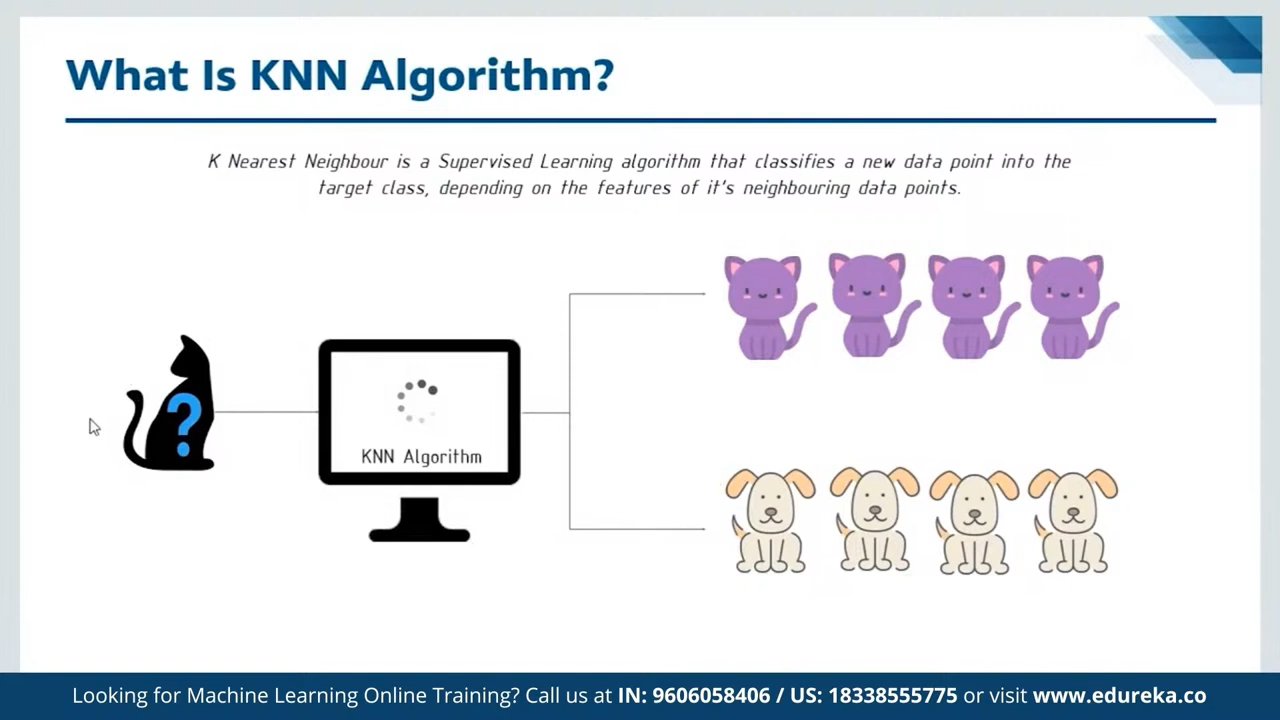 What Is KNN Algorithm?
K Nearest Neighbour is a Supervised Learning algorithm that classifies a new data point into the
target class, depending on the features of it's neighbouring data points.
?
KNN Algorithm
Looking for Machine Learning Online Training? Call us at IN: 9606058406 / US: 18338555775 or visit www.edureka.co